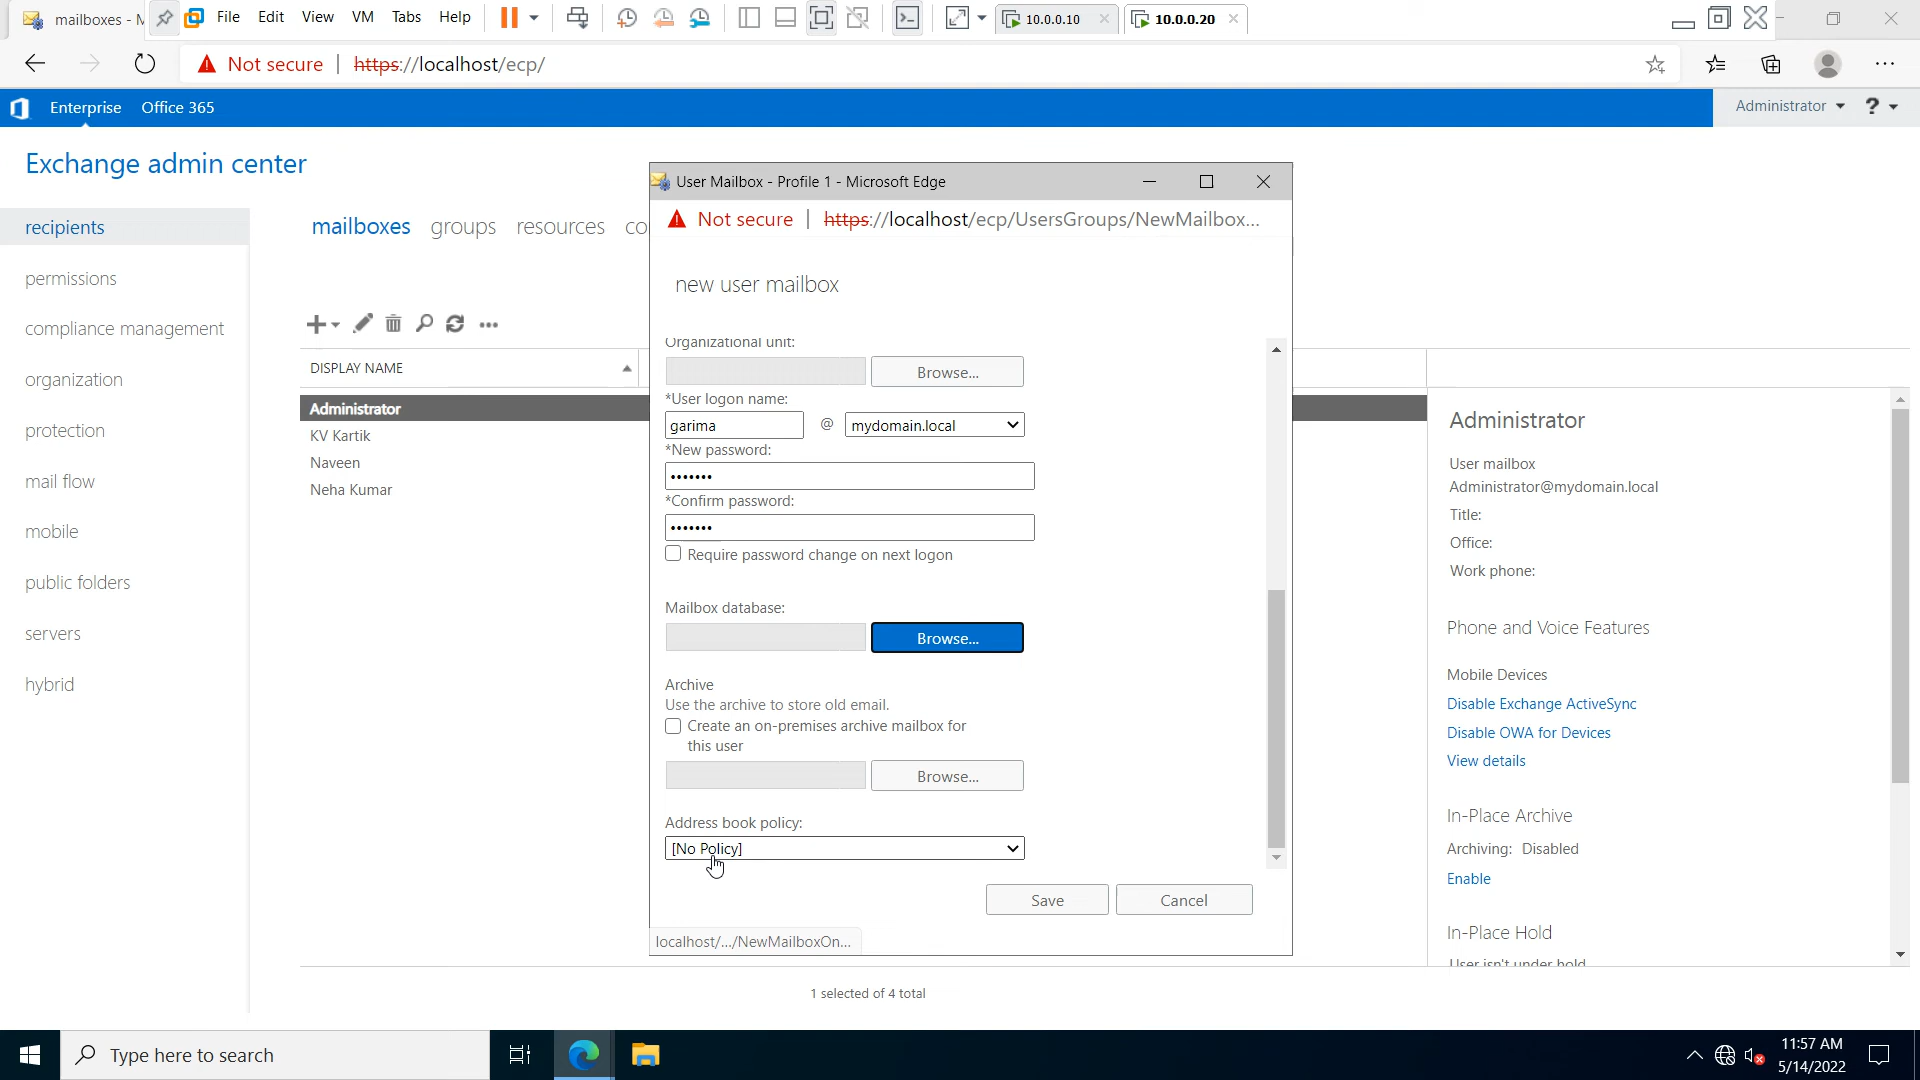 mailboxes - M
File Edit View VM Tabs Help
10.0.0.10
10.0.0.20
Not secure | https://localhost/ecp/
Enterprise Office 365
Administrator ?
Exchange admin center
recipients
permissions
compliance management
organization
protection
mail flow
mobile
public folders
servers
hybrid
mailboxes groups resources co
DISPLAY NAME
Administrator
KV Kartik
Naveen
Neha Kumar
User Mailbox - Profile 1 - Microsoft Edge
Not secure | https://localhost/ecp/UsersGroups/NewMailbox...
new user mailbox
Organizational unit:
Browse...
*User logon name:
garima @ mydomain.local
*New password:
•••••••
*Confirm password:
•••••••
Require password change on next logon
Mailbox database:
Browse...
Archive
Use the archive to store old email.
Create an on-premises archive mailbox for
this user
Browse...
Address book policy:
[No Policy]
Save Cancel
localhost/.../NewMailboxOn...
Administrator
User mailbox
Administrator@mydomain.local
Title:
Office:
Work phone:
Phone and Voice Features
Mobile Devices
Disable Exchange ActiveSync
Disable OWA for Devices
View details
In-Place Archive
Archiving: Disabled
Enable
In-Place Hold
User isn't under hold
1 selected of 4 total
Type here to search
11:57 AM
5/14/2022